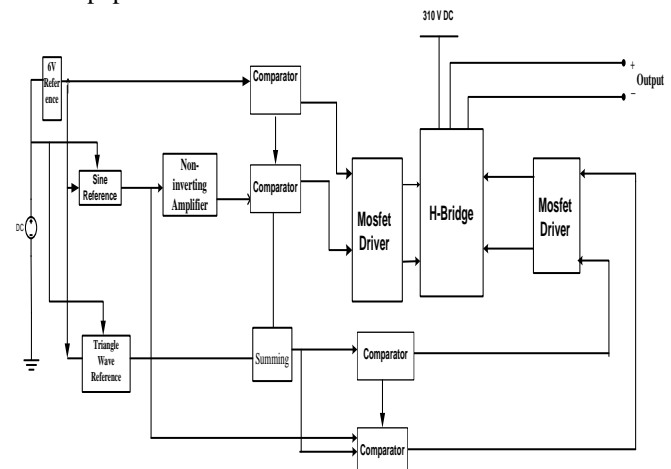 310 V DC
6V
Refer
ence
Comparator
+
Output
−
Non-
inverting
Amplifier
Comparator
Sine
Reference
Mosfet
Driver
H-Bridge
Mosfet
Driver
DC
+
Triangle
Wave
Reference
Summing
Comparator
Comparator